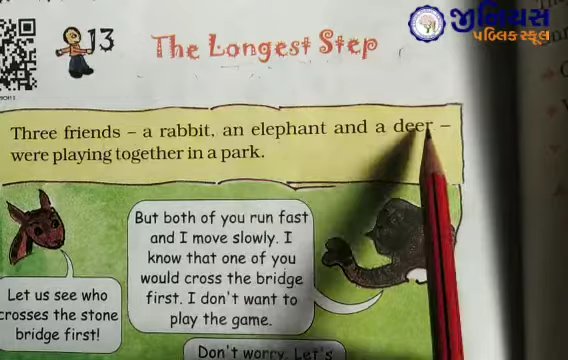 જીનિયસ
પબ્લિક સ્કૂલ
13
The Longest Step
Three friends – a rabbit, an elephant and a deer –
were playing together in a park.
But both of you run fast
and I move slowly. I
know that one of you
would cross the bridge
first. I don't want to
play the game.
Let us see who
crosses the stone
bridge first!
Don't worry. Let's